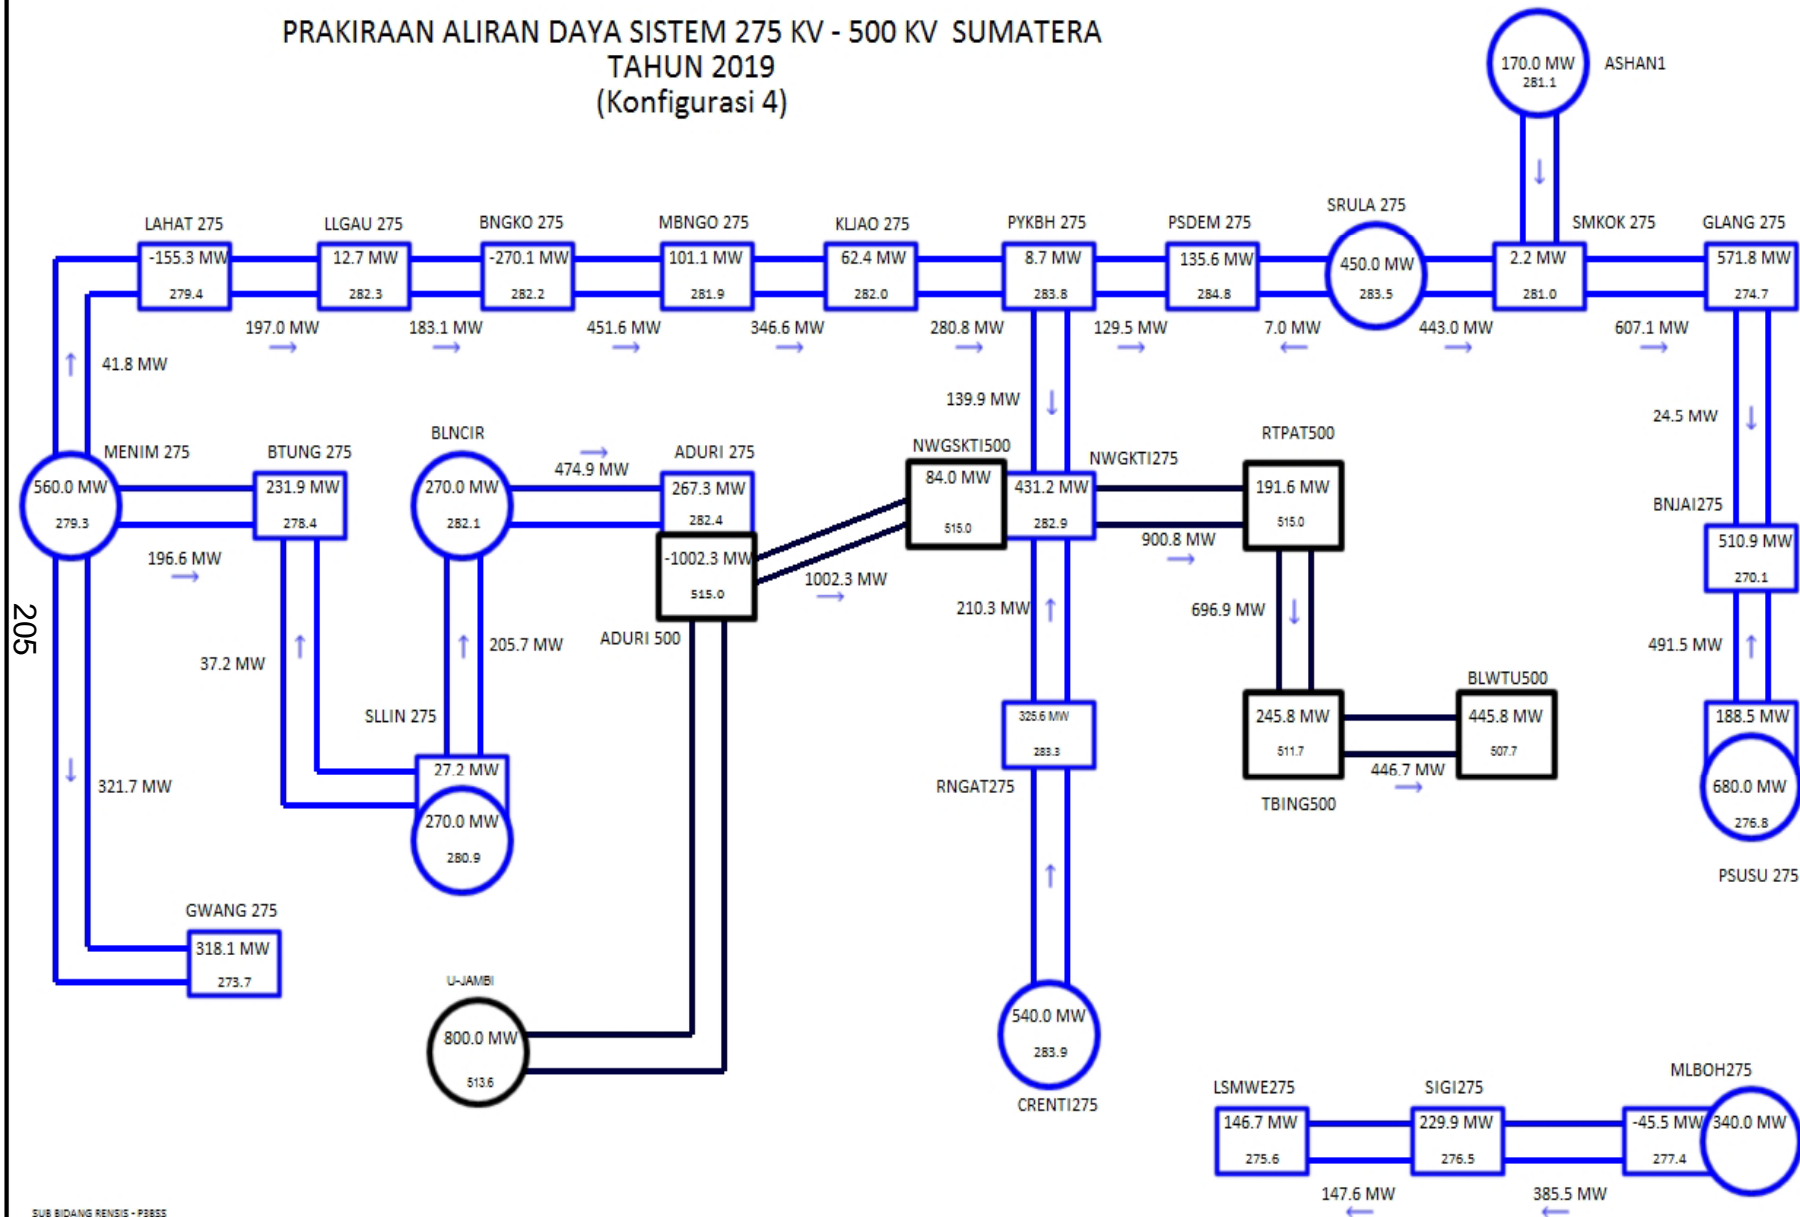 PRAKIRAAN ALIRAN DAYA SISTEM 275 KV - 500 KV SUMATERA
TAHUN 2019
(Konfigurasi 4)
170.0 MW
281.1
ASHAN1
LAHAT 275
-155.3 MW
279.4
LLGAU 275
12.7 MW
282.3
BNGKO 275
-270.1 MW
282.2
MBNGO 275
101.1 MW
281.9
KLJAO 275
62.4 MW
282.0
PYKBH 275
8.7 MW
283.8
PSDEM 275
135.6 MW
284.8
SRULA 275
450.0 MW
283.5
SMKOK 275
2.2 MW
281.0
GLANG 275
571.8 MW
274.7
197.0 MW
183.1 MW
451.6 MW
346.6 MW
280.8 MW
129.5 MW
7.0 MW
443.0 MW
607.1 MW
41.8 MW
139.9 MW
24.5 MW
MENIM 275
560.0 MW
279.3
BTUNG 275
231.9 MW
278.4
BLNCIR
270.0 MW
282.1
474.9 MW
ADURI 275
267.3 MW
282.4
-1002.3 MW
515.0
ADURI 500
NWGSKTI500
84.0 MW
515.0
NWGKTI275
431.2 MW
282.9
RTPAT500
191.6 MW
515.0
BNJAI275
510.9 MW
270.1
196.6 MW
1002.3 MW
900.8 MW
210.3 MW
696.9 MW
491.5 MW
205
37.2 MW
205.7 MW
SLLIN 275
27.2 MW
270.0 MW
280.9
325.6 MW
283.3
RNGAT275
245.8 MW
511.7
TBING500
BLWTU500
445.8 MW
507.7
446.7 MW
188.5 MW
680.0 MW
276.8
PSUSU 275
321.7 MW
GWANG 275
318.1 MW
273.7
U-JAMBI
800.0 MW
513.6
540.0 MW
283.9
CRENTI275
LSMWE275
146.7 MW
275.6
SIGI275
229.9 MW
276.5
MLBOH275
-45.5 MW
277.4
340.0 MW
147.6 MW
385.5 MW
SUB BIDANG RENSIS - P3BSS